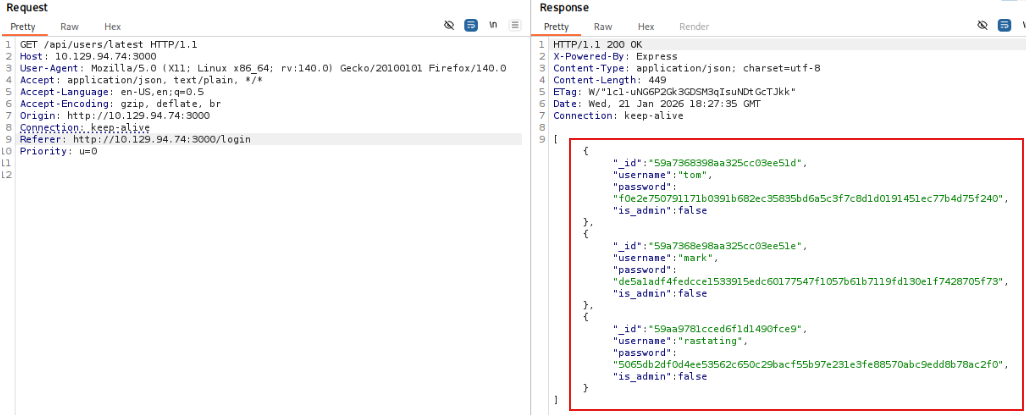 Request
Pretty Raw Hex
\n
1 GET /api/users/latest HTTP/1.1
2 Host: 10.129.94.74:3000
3 User-Agent: Mozilla/5.0 (X11; Linux x86_64; rv:140.0) Gecko/20100101 Firefox/140.0
4 Accept: application/json, text/plain, */*
5 Accept-Language: en-US,en;q=0.5
6 Accept-Encoding: gzip, deflate, br
7 Origin: http://10.129.94.74:3000
8 Connection: keep-alive
9 Referer: http://10.129.94.74:3000/login
10 Priority: u=0
11
12
Response
Pretty Raw Hex Render
1 HTTP/1.1 200 OK
2 X-Powered-By: Express
3 Content-Type: application/json; charset=utf-8
4 Content-Length: 449
5 ETag: W/"1c1-uNG6P2Gk3GDSM3qIsuNDtGcTJkk"
6 Date: Wed, 21 Jan 2026 18:27:35 GMT
7 Connection: keep-alive
8
9 [
{
"_id":"59a7368398aa325cc03ee51d",
"username":"tom",
"password":
"f0e2e750791171b0391b682ec35835bd6a5c3f7c8d1d0191451ec77b4d75f240",
"is_admin":false
},
{
"_id":"59a7368e98aa325cc03ee51e",
"username":"mark",
"password":
"de5a1adf4fedcce1533915edc60177547f1057b61b7119fd130e1f7428705f73",
"is_admin":false
},
{
"_id":"59aa9781cced6f1d1490fce9",
"username":"rastating",
"password":
"5065db2df0d4ee53562c650c29bacf55b97e231e3fe88570abc9edd8b78ac2f0",
"is_admin":false
}
]